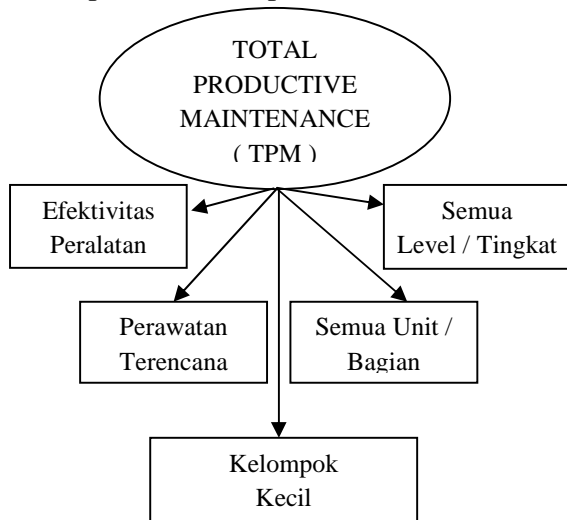 TOTAL
PRODUCTIVE
MAINTENANCE
( TPM )
Efektivitas
Peralatan
Semua
Level / Tingkat
Perawatan
Terencana
Semua Unit /
Bagian
Kelompok
Kecil